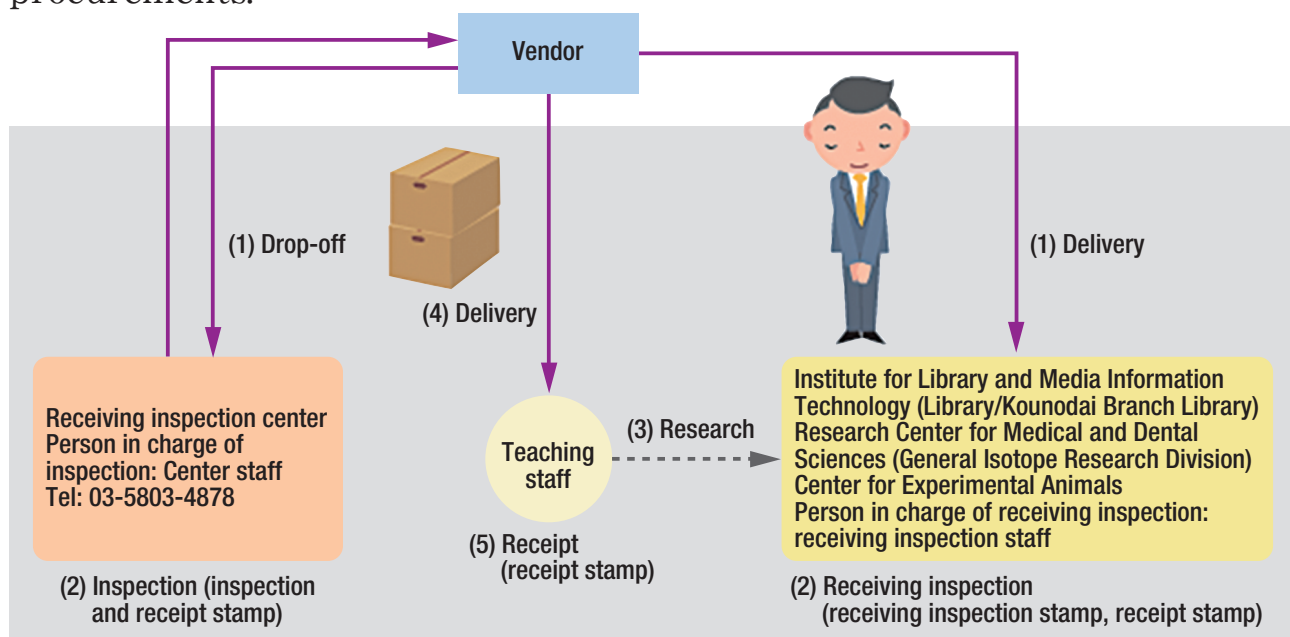 procurements.
Vendor
(1) Drop-off
(4) Delivery
(1) Delivery
Receiving inspection center
Person in charge of
inspection: Center staff
Tel: 03-5803-4878
(2) Inspection (inspection
and receipt stamp)
Teaching
staff
(5) Receipt
(receipt stamp)
(3) Research
Institute for Library and Media Information
Technology (Library/Kounodai Branch Library)
Research Center for Medical and Dental
Sciences (General Isotope Research Division)
Center for Experimental Animals
Person in charge of receiving inspection:
receiving inspection staff
(2) Receiving inspection
(receiving inspection stamp, receipt stamp)